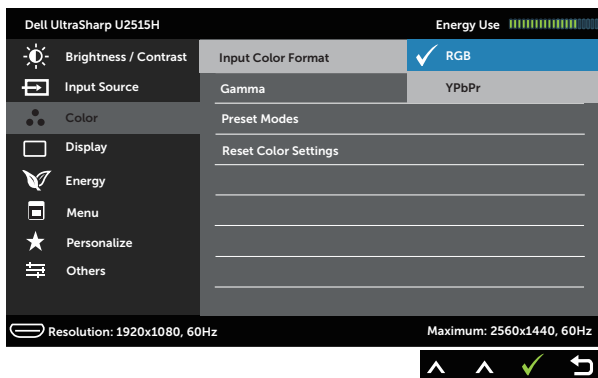 Dell UltraSharp U2515H
Energy Use
Brightness / Contrast
Input Color Format
RGB
Input Source
Gamma
YPbPr
Color
Preset Modes
Display
Reset Color Settings
Energy
Menu
Personalize
Others
Resolution: 1920x1080, 60Hz
Maximum: 2560x1440, 60Hz